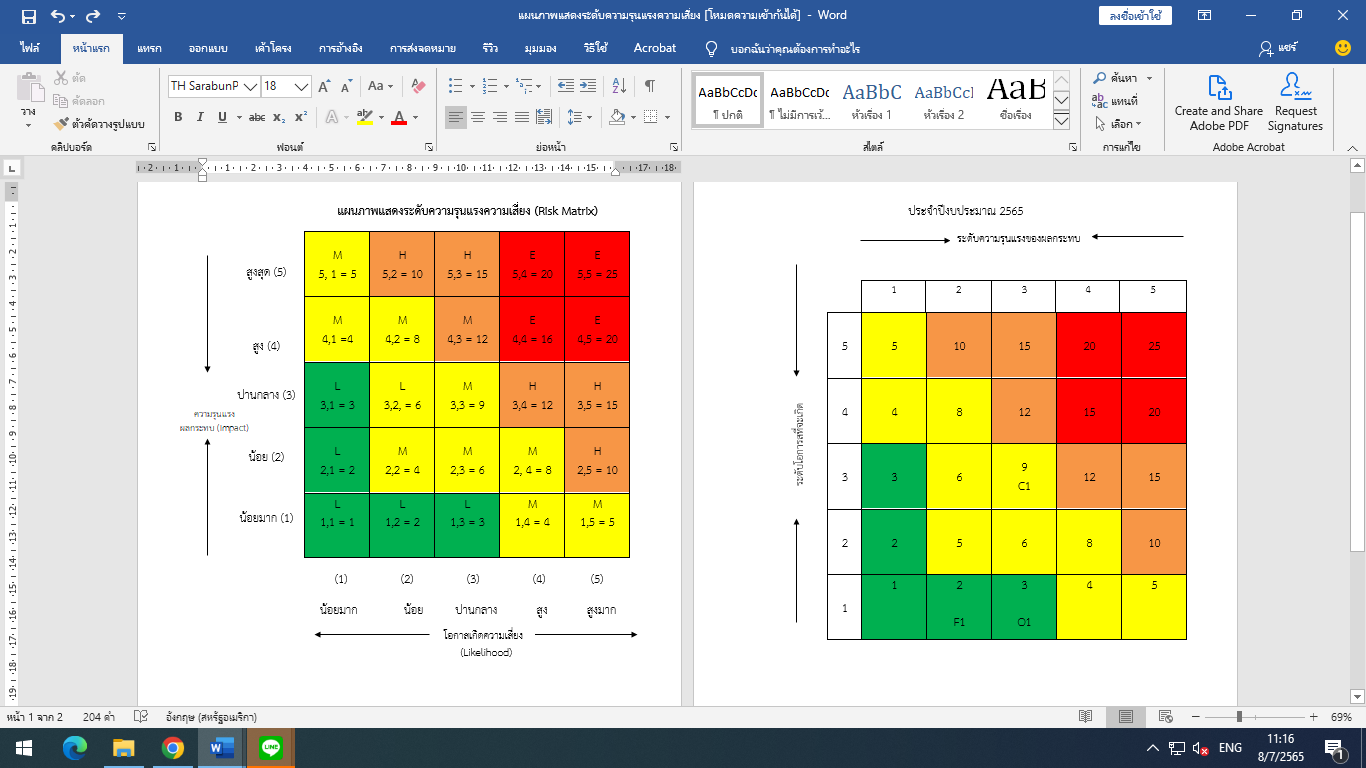 แผนภาพแสดงระดับความรุนแรงความเสี่ยง [โหมดความเข้ากันได้] - Word
ลงชื่อเข้าใช้
ไฟล์ หน้าแรก แทรก ออกแบบ เค้าโครง การอ้างอิง การส่งจดหมาย รีวิว มุมมอง วิธีใช้ Acrobat บอกฉันว่าคุณต้องการทำอะไร แชร์
วาง
ตัด
คัดลอก
ตัวคัดวางรูปแบบ
คลิปบอร์ด
TH SarabunP 18
ฟอนต์
ย่อหน้า
AaBbCcDc AaBbCcDc AaBbC AaBbCcI AaB
¶ ปกติ ¶ ไม่มีการเว้... หัวเรื่อง 1 หัวเรื่อง 2 ชื่อเรื่อง
สไตล์
ค้นหา
แทนที่
เลือก
การแก้ไข
Create and Share Adobe PDF
Request Signatures
Adobe Acrobat
แผนภาพแสดงระดับความรุนแรงความเสี่ยง (Risk Matrix)
สูงสุด (5)
M H H E E
5, 1 = 5 5,2 = 10 5,3 = 15 5,4 = 20 5,5 = 25
สูง (4)
M M M E E
4,1 =4 4,2 = 8 4,3 = 12 4,4 = 16 4,5 = 20
ปานกลาง (3)
L L M H H
3,1 = 3 3,2, = 6 3,3 = 9 3,4 = 12 3,5 = 15
ความรุนแรง
ผลกระทบ (Impact)
น้อย (2)
L M M M H
2,1 = 2 2,2 = 4 2,3 = 6 2, 4 = 8 2,5 = 10
น้อยมาก (1)
L L L M M
1,1 = 1 1,2 = 2 1,3 = 3 1,4 = 4 1,5 = 5
(1) (2) (3) (4) (5)
น้อยมาก น้อย ปานกลาง สูง สูงมาก
โอกาสเกิดความเสี่ยง
(Likelihood)
ประจำปีงบประมาณ 2565
ระดับความรุนแรงของผลกระทบ
ระดับโอกาสที่จะเกิด
1 2 3 4 5
5 5 10 15 20 25
4 4 8 12 15 20
3 3 6 9 12 15
C1
2 2 5 6 8 10
1 1 2 3 4 5
F1 O1
หน้า 1 จาก 2 204 คำ อังกฤษ (สหรัฐอเมริกา) 69%
ENG
11:16
8/7/2565